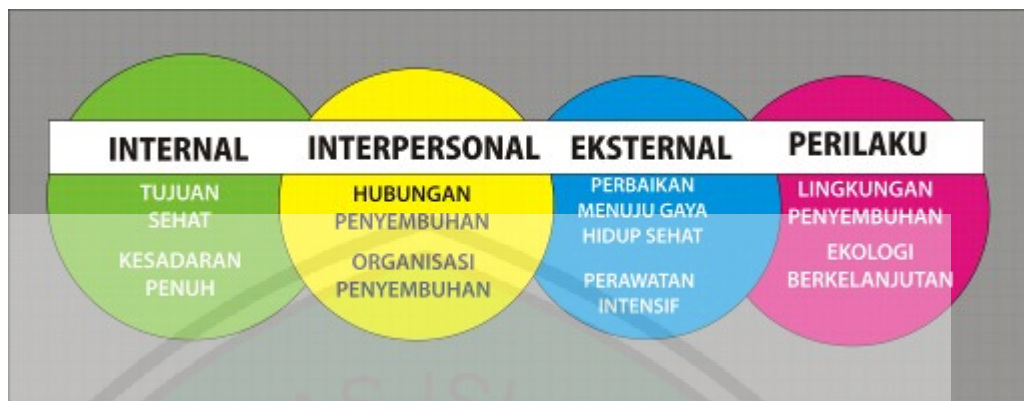 INTERNAL
TUJUAN
SEHAT
KESADARAN
PENUH
INTERPERSONAL
HUBUNGAN
PENYEMBUHAN
ORGANISASI
PENYEMBUHAN
EKSTERNAL
PERBAIKAN
MENUJU GAYA
HIDUP SEHAT
PERAWATAN
INTENSIF
PERILAKU
LINGKUNGAN
PENYEMBUHAN
EKOLOGI
BERKELANJUTAN